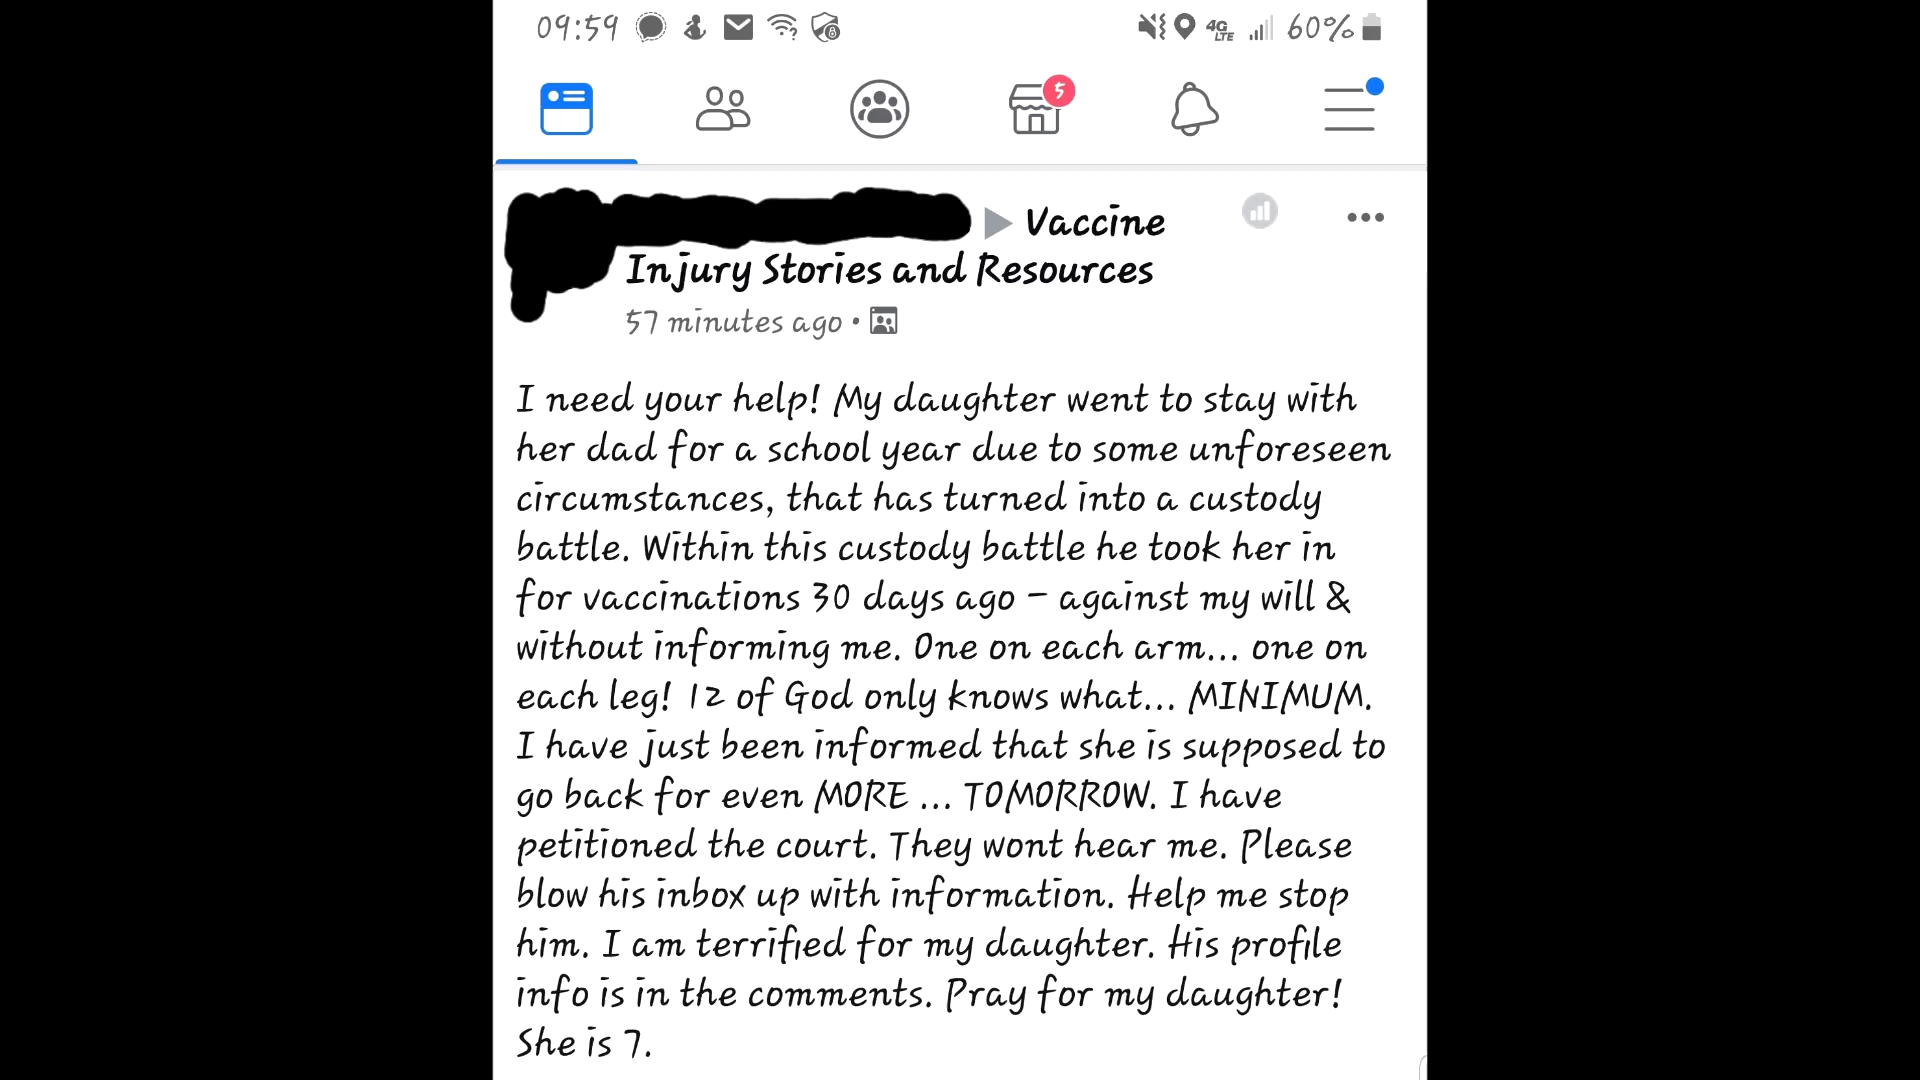 09:59 4G LTE 60%
5
Vaccine
Injury Stories and Resources
57 minutes ago •
I need your help! My daughter went to stay with
her dad for a school year due to some unforeseen
circumstances, that has turned into a custody
battle. Within this custody battle he took her in
for vaccinations 30 days ago – against my will &
without informing me. One on each arm... one on
each leg! 12 of God only knows what... MINIMUM.
I have just been informed that she is supposed to
go back for even MORE ... TOMORROW. I have
petitioned the court. They wont hear me. Please
blow his inbox up with information. Help me stop
him. I am terrified for my daughter. His profile
info is in the comments. Pray for my daughter!
She is 7.